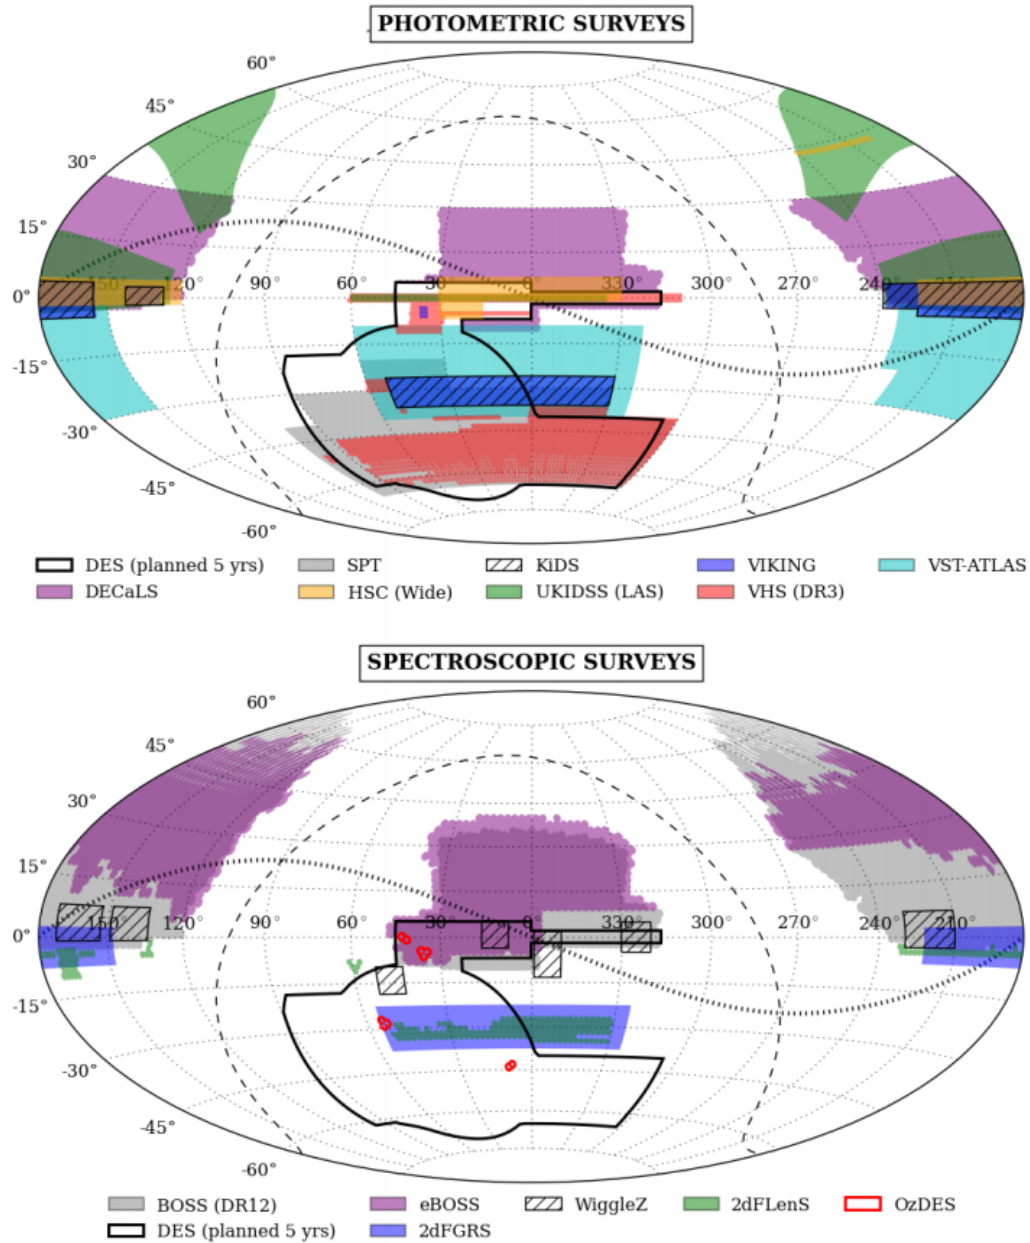 PHOTOMETRIC SURVEYS
60°
45°
30°
15°
0°
-15°
-30°
-45°
-60°
150° 120° 90 60 30 0° 330° 300 270 240° 210°
DES (planned 5 yrs) SPT KiDS VIKING VST-ATLAS
DECaLS HSC (Wide) UKIDSS (LAS) VHS (DR3)
SPECTROSCOPIC SURVEYS
60°
45°
30°
15°
0°
-15°
-30°
-45°
-60°
150° 120° 90 60 30 0° 330° 300 270 240 210°
BOSS (DR12) eBOSS WiggleZ 2dFLenS OzDES
DES (planned 5 yrs) 2dFGRS